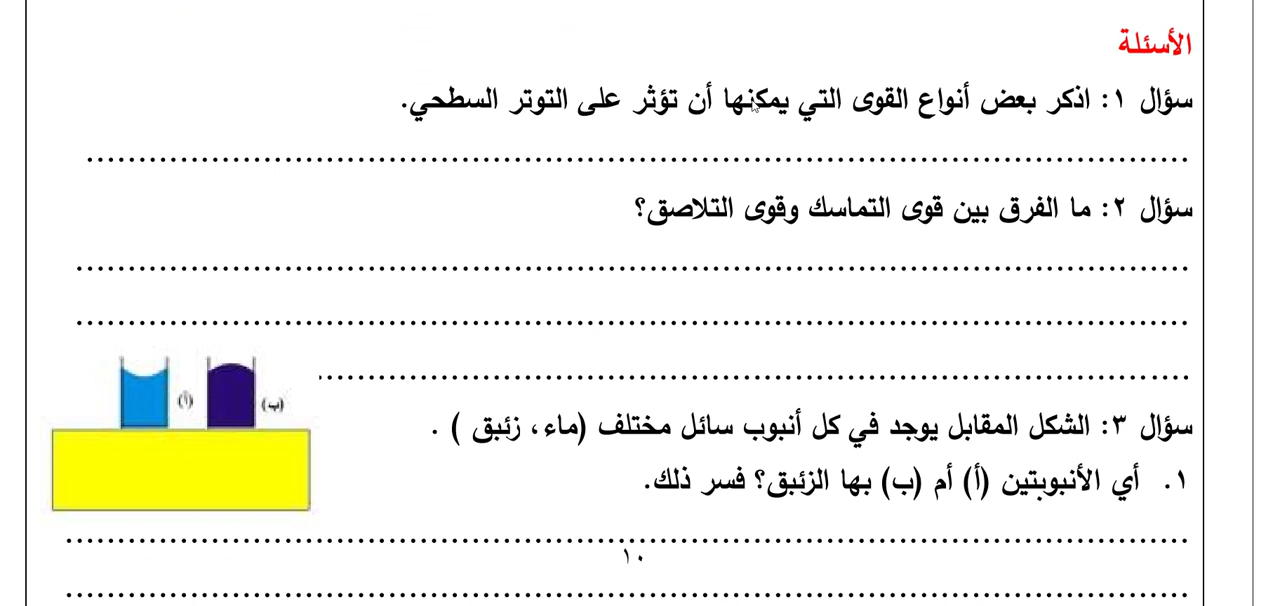 الأسئلة
سؤال ١: اذكر بعض أنواع القوى التي يمكنها أن تؤثر على التوتر السطحي.
................................................................
سؤال ٢: ما الفرق بين قوى التماسك وقوى التلاصق؟
................................................................
................................................................
................................................................
سؤال ٣: الشكل المقابل يوجد في كل أنبوب سائل مختلف (ماء، زئبق ) .
(أ)
(ب)
١. أي الأنبوبتين (أ) أم (ب) بها الزئبق؟ فسر ذلك.
................................................................
١٠
................................................................